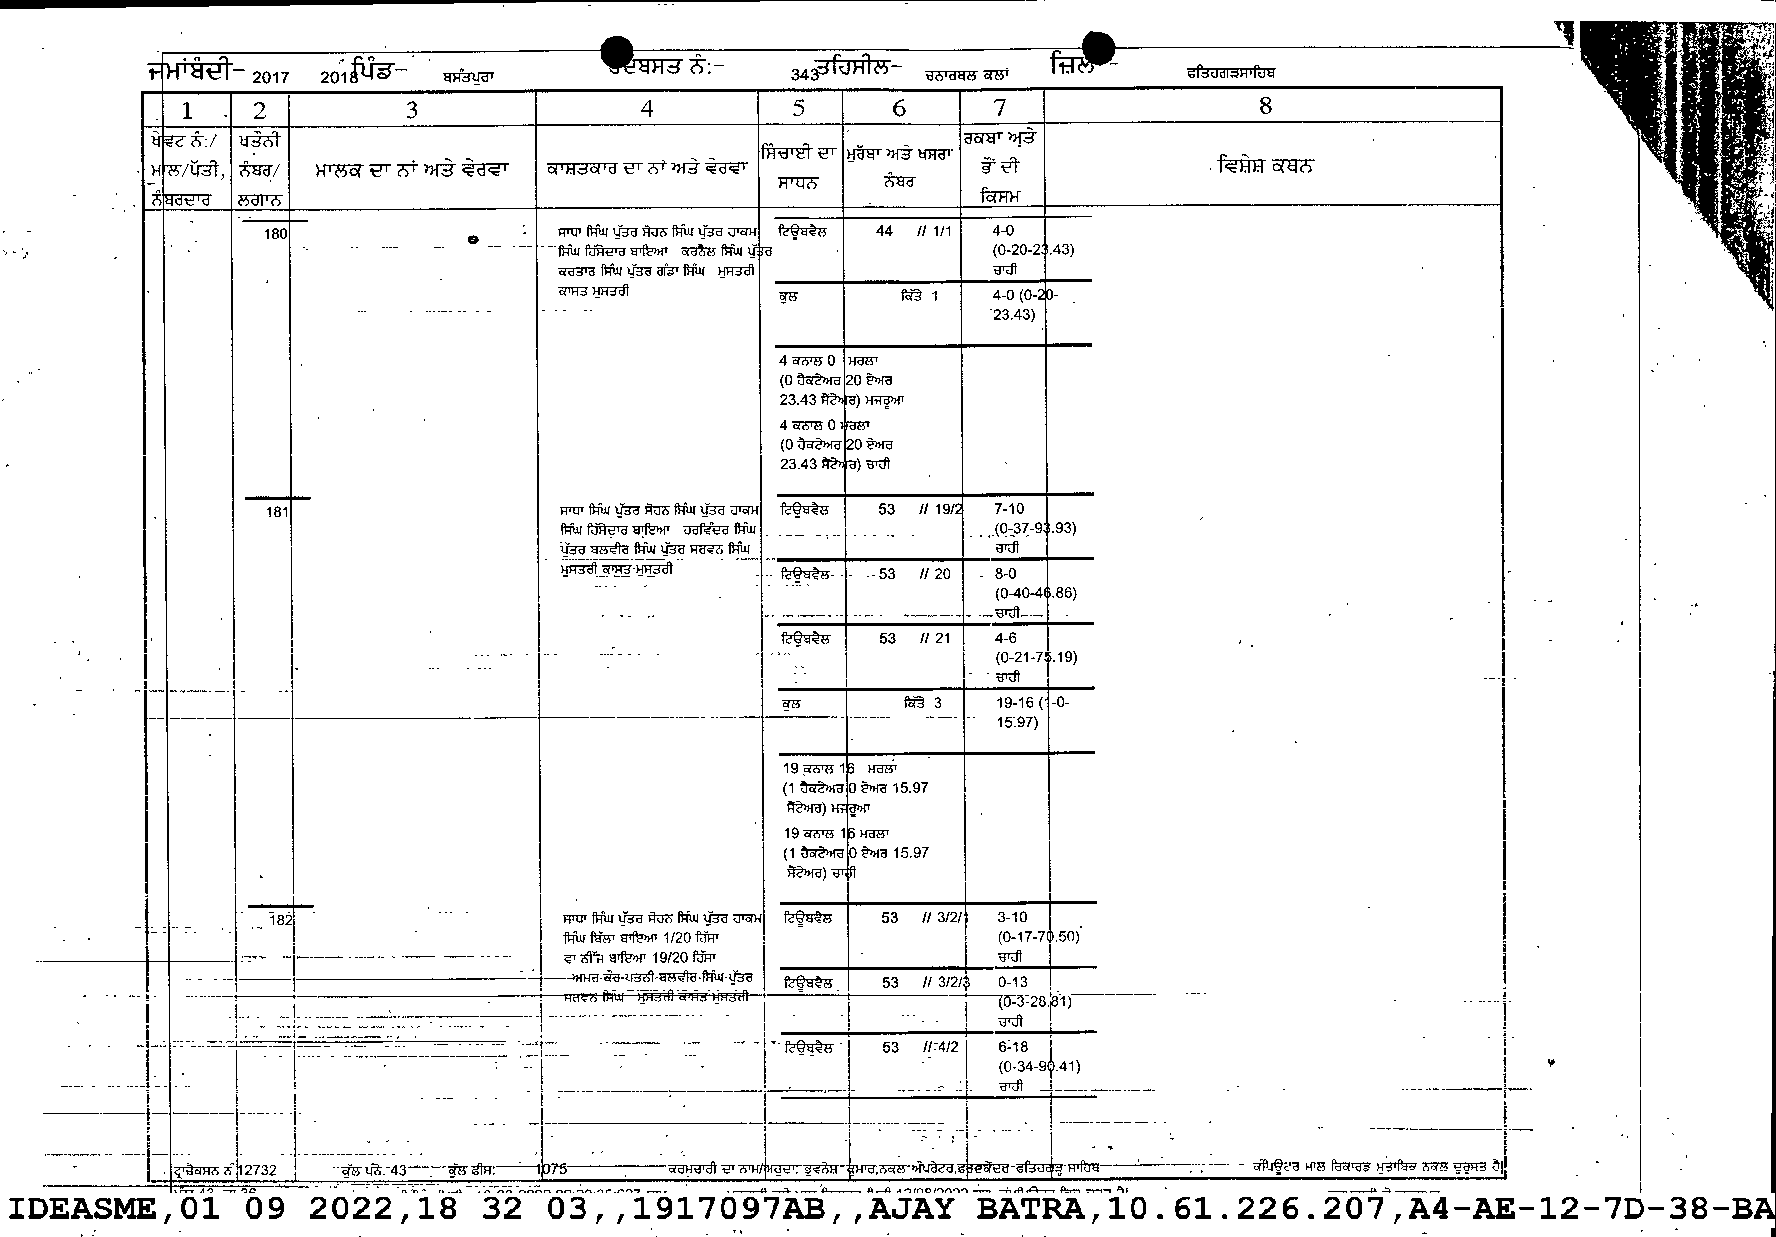 ਜਮਾਂਬੰਦੀ- 2017 2018 ਪਿੰਡ- ਬਸੰਤਪੁਰਾ ਹਦਬਸਤ ਨੰ:- 343 ਤਹਿਸੀਲ- ਚਨਾਰਥਲ ਕਲਾਂ ਜ਼ਿਲਾ- ਫਤਿਹਗੜਸਾਹਿਬ
1 2 3 4 5 6 7 8
ਖੇਵਟ ਨੰ:/ ਖਤੌਨੀ ਰਕਬਾ ਅਤੇ
ਮਾਲ/ਪੱਤੀ, ਨੰਬਰ/ ਮਾਲਕ ਦਾ ਨਾਂ ਅਤੇ ਵੇਰਵਾ ਕਾਸ਼ਤਕਾਰ ਦਾ ਨਾਂ ਅਤੇ ਵੇਰਵਾ ਸਿੰਚਾਈ ਦਾ ਮੁਰੱਬਾ ਅਤੇ ਖਸਰਾ ਭੌਂ ਦੀ ਵਿਸ਼ੇਸ਼ ਕਥਨ
ਨੰਬਰਦਾਰ ਲਗਾਨ ਸਾਧਨ ਨੰਬਰ ਕਿਸਮ
180 ਸਾਧਾ ਸਿੰਘ ਪੁੱਤਰ ਸੋਹਨ ਸਿੰਘ ਪੁੱਤਰ ਹਾਕਮ ਟਿਊਬਵੈਲ 44 // 1/1 4-0
ਸਿੰਘ ਹਿੱਸੇਦਾਰ ਬਾਇਆ ਕਰਨੈਲ ਸਿੰਘ ਪੁੱਤਰ (0-20-23.43)
ਕਰਤਾਰ ਸਿੰਘ ਪੁੱਤਰ ਗੰਡਾ ਸਿੰਘ ਮੁਸਤਰੀ ਚਾਹੀ
ਕਾਸਤ ਮੁਸਤਰੀ ਕੁਲ ਕਿੱਤੇ 1 4-0 (0-20-
23.43)
4 ਕਨਾਲ 0 ਮਰਲਾ
(0 ਹੈਕਟੇਅਰ 20 ਏਅਰ
23.43 ਸੈਂਟੇਅਰ) ਮਜਰੂਆ
4 ਕਨਾਲ 0 ਮਰਲਾ
(0 ਹੈਕਟੇਅਰ 20 ਏਅਰ
23.43 ਸੈਂਟੇਅਰ) ਚਾਹੀ
181 ਸਾਧਾ ਸਿੰਘ ਪੁੱਤਰ ਸੋਹਨ ਸਿੰਘ ਪੁੱਤਰ ਹਾਕਮ ਟਿਊਬਵੈਲ 53 // 19/2 7-10
ਸਿੰਘ ਹਿੱਸੇਦਾਰ ਬਾਇਆ ਹਰਵਿੰਦਰ ਸਿੰਘ (0-37-93.93)
ਪੁੱਤਰ ਬਲਵੀਰ ਸਿੰਘ ਪੁੱਤਰ ਸਰਵਨ ਸਿੰਘ ਚਾਹੀ
ਮੁਸਤਰੀ ਕਾਸਤ ਮੁਸਤਰੀ ਟਿਊਬਵੈਲ 53 // 20 8-0
(0-40-46.86)
ਚਾਹੀ
ਟਿਊਬਵੈਲ 53 // 21 4-6
(0-21-75.19)
ਚਾਹੀ
ਕੁਲ ਕਿੱਤੇ 3 19-16 (1-0-
15.97)
19 ਕਨਾਲ 16 ਮਰਲਾ
(1 ਹੈਕਟੇਅਰ 0 ਏਅਰ 15.97
ਸੈਂਟੇਅਰ) ਮਜਰੂਆ
19 ਕਨਾਲ 16 ਮਰਲਾ
(1 ਹੈਕਟੇਅਰ 0 ਏਅਰ 15.97
ਸੈਂਟੇਅਰ) ਚਾਹੀ
182 ਸਾਧਾ ਸਿੰਘ ਪੁੱਤਰ ਸੋਹਨ ਸਿੰਘ ਪੁੱਤਰ ਹਾਕਮ ਟਿਊਬਵੈਲ 53 // 3/2/1 3-10
ਸਿੰਘ ਬਿੱਲਾ ਬਾਇਆ 1/20 ਹਿੱਸਾ (0-17-70.50)
ਵਾ ਨੀਂਜ ਬਾਇਆ 19/20 ਹਿੱਸਾ ਚਾਹੀ
ਅਮਰ ਕੌਰ ਪਤਨੀ ਬਲਵੀਰ ਸਿੰਘ ਪੁੱਤਰ ਟਿਊਬਵੈਲ 53 // 3/2/3 0-13
ਸਰਵਨ ਸਿੰਘ ਮੁਸਤਰੀ ਕਾਸਤ ਮੁਸਤਰੀ (0-3-28.81)
ਚਾਹੀ
ਟਿਊਬਵੈਲ 53 // 4/2 6-18
(0-34-90.41)
ਚਾਹੀ
ਟ੍ਰਾਂਜੈਕਸਨ ਨੰ 12732 ਕੁੱਲ ਪੰਨੇ: 43 ਕੁੱਲ ਫੀਸ: 1075 ਕਰਮਚਾਰੀ ਦਾ ਨਾਮ/ਅਹੁਦਾ: ਭੁਵਨੇਸ਼ ਕੁਮਾਰ,ਨਕਲ ਅੋਪਰੇਟਰ,ਫਰਦਕੇਂਦਰ ਫਤਿਹਗੜ੍ਹ ਸਾਹਿਬ ਕੰਪਿਊਟਰ ਮਾਲ ਰਿਕਾਰਡ ਮੁਤਾਬਿਕ ਨਕਲ ਦੁਰੁਸਤ ਹੈ|
IDEASME,01 09 2022,18 32 03,,1917097AB,,AJAY BATRA,10.61.226.207,A4-AE-12-7D-38-BA